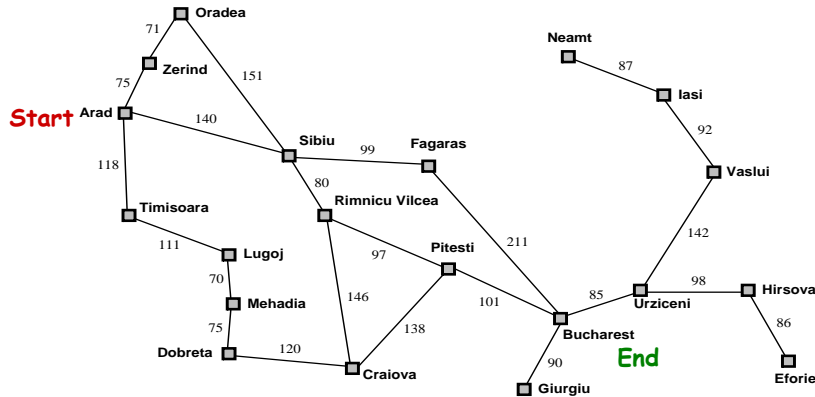 Oradea
71
Neamt
Zerind
87
151
75
Iasi
Start
Arad
140
92
Sibiu
Fagaras
99
118
Vaslui
80
Timisoara
Rimnicu Vilcea
142
111
211
Lugoj
97
Pitesti
70
98
Hirsova
146
101
85
Mehadia
Urziceni
138
86
75
Bucharest
120
End
Dobreta
90
Craiova
Eforie
Giurgiu